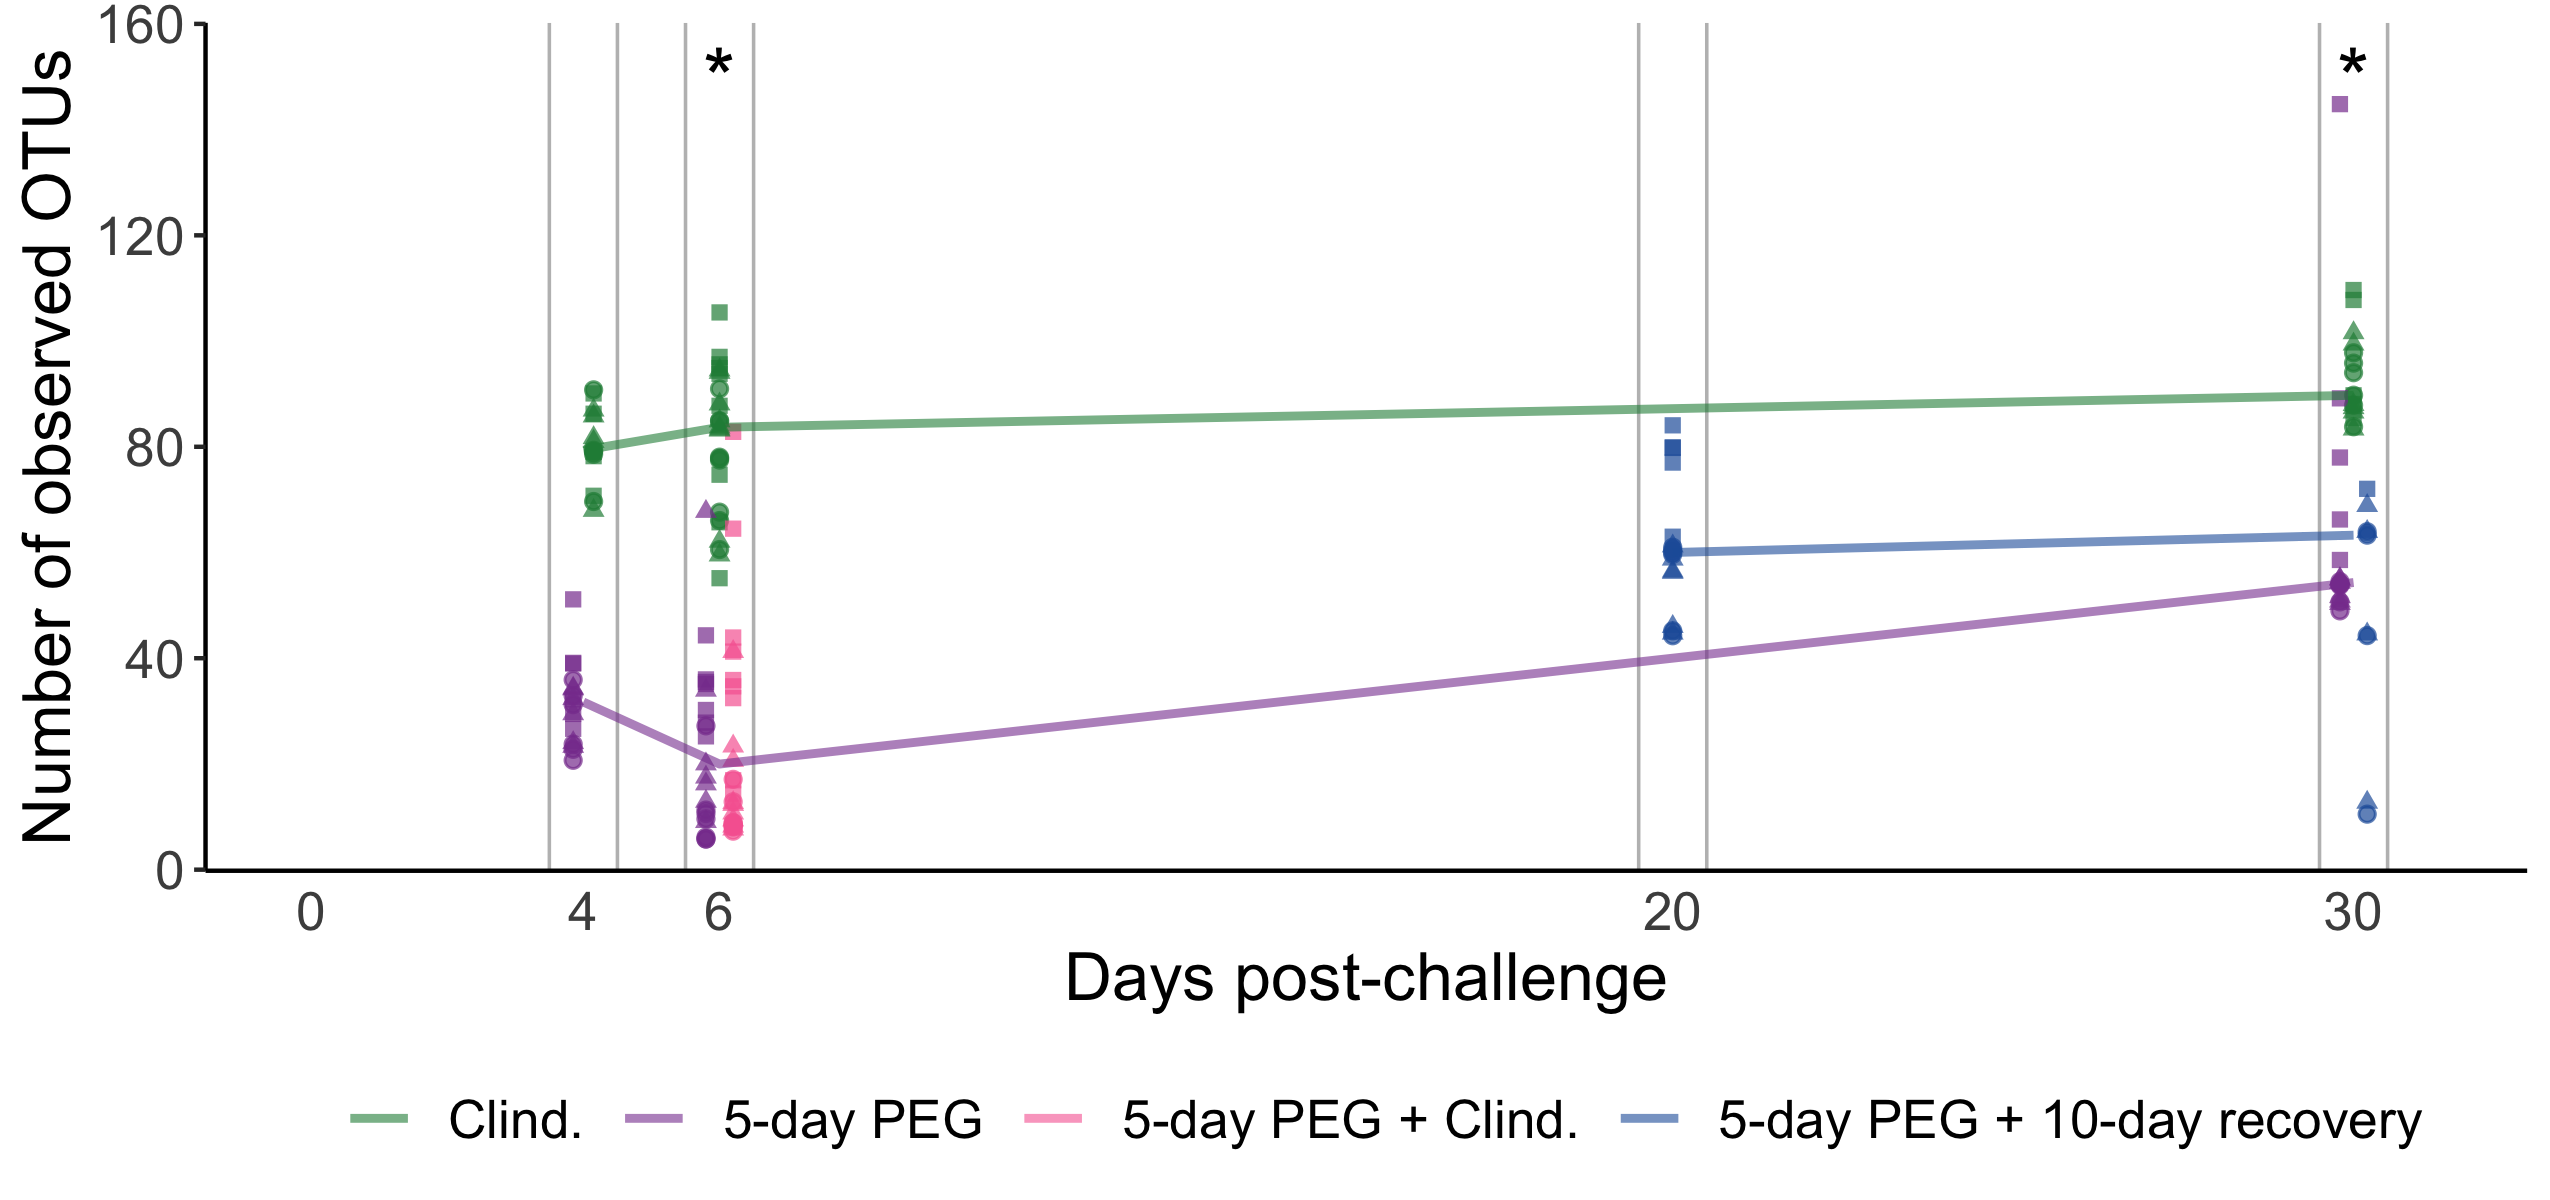 Number of observed OTUs
160
120
80
40
0
* *
0 4 6 20 30
Days post-challenge
Clind. 5-day PEG 5-day PEG + Clind. 5-day PEG + 10-day recovery